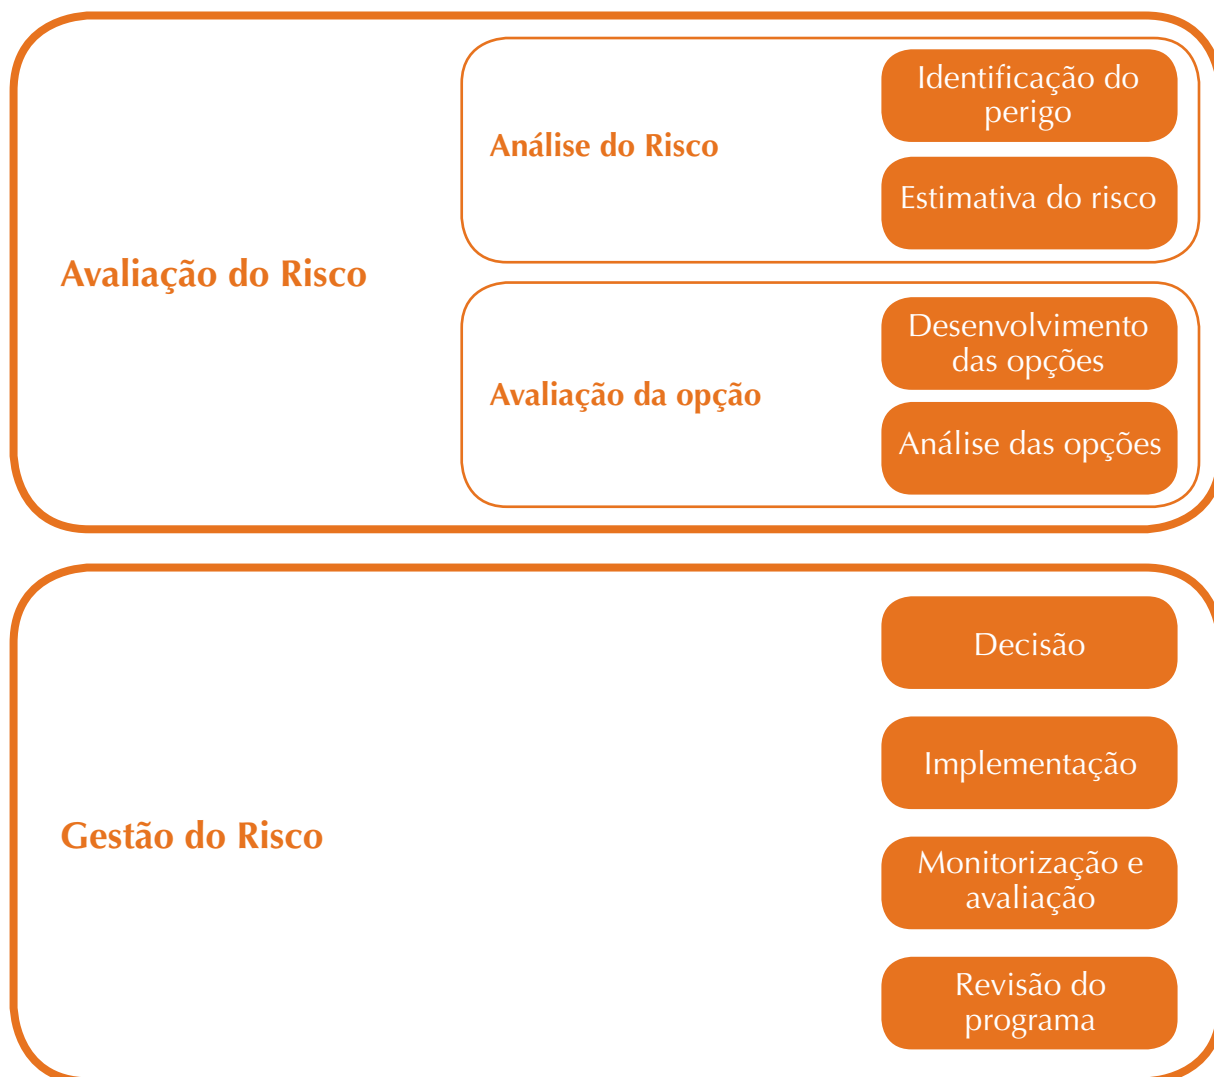 Avaliação do Risco
Análise do Risco
Identificação do
perigo
Estimativa do risco
Avaliação da opção
Desenvolvimento
das opções
Análise das opções
Gestão do Risco
Decisão
Implementação
Monitorização e
avaliação
Revisão do
programa